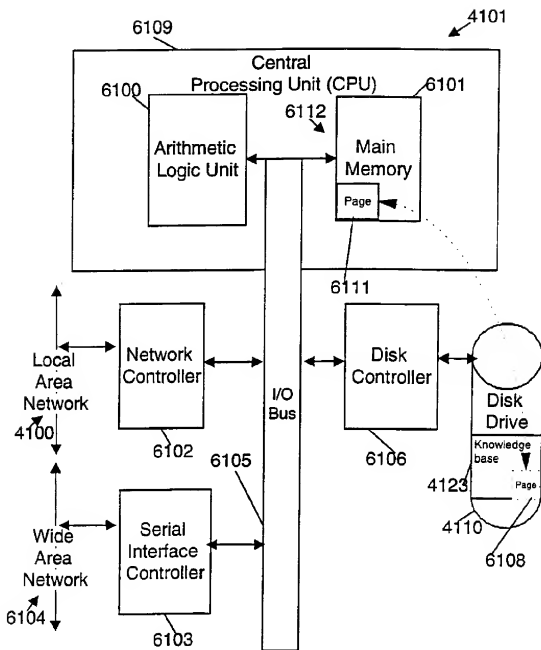 6109
4101
Central
Processing Unit (CPU)
6100
6101
6112
Arithmetic
Logic Unit
Main
Memory
Page
6111
Local
Area
Network
4100
Network
Controller
6102
I/O
Bus
Disk
Controller
6106
Disk
Drive
Knowledge
base
Page
4123
4110
6108
6105
Wide
Area
Network
6104
Serial
Interface
Controller
6103